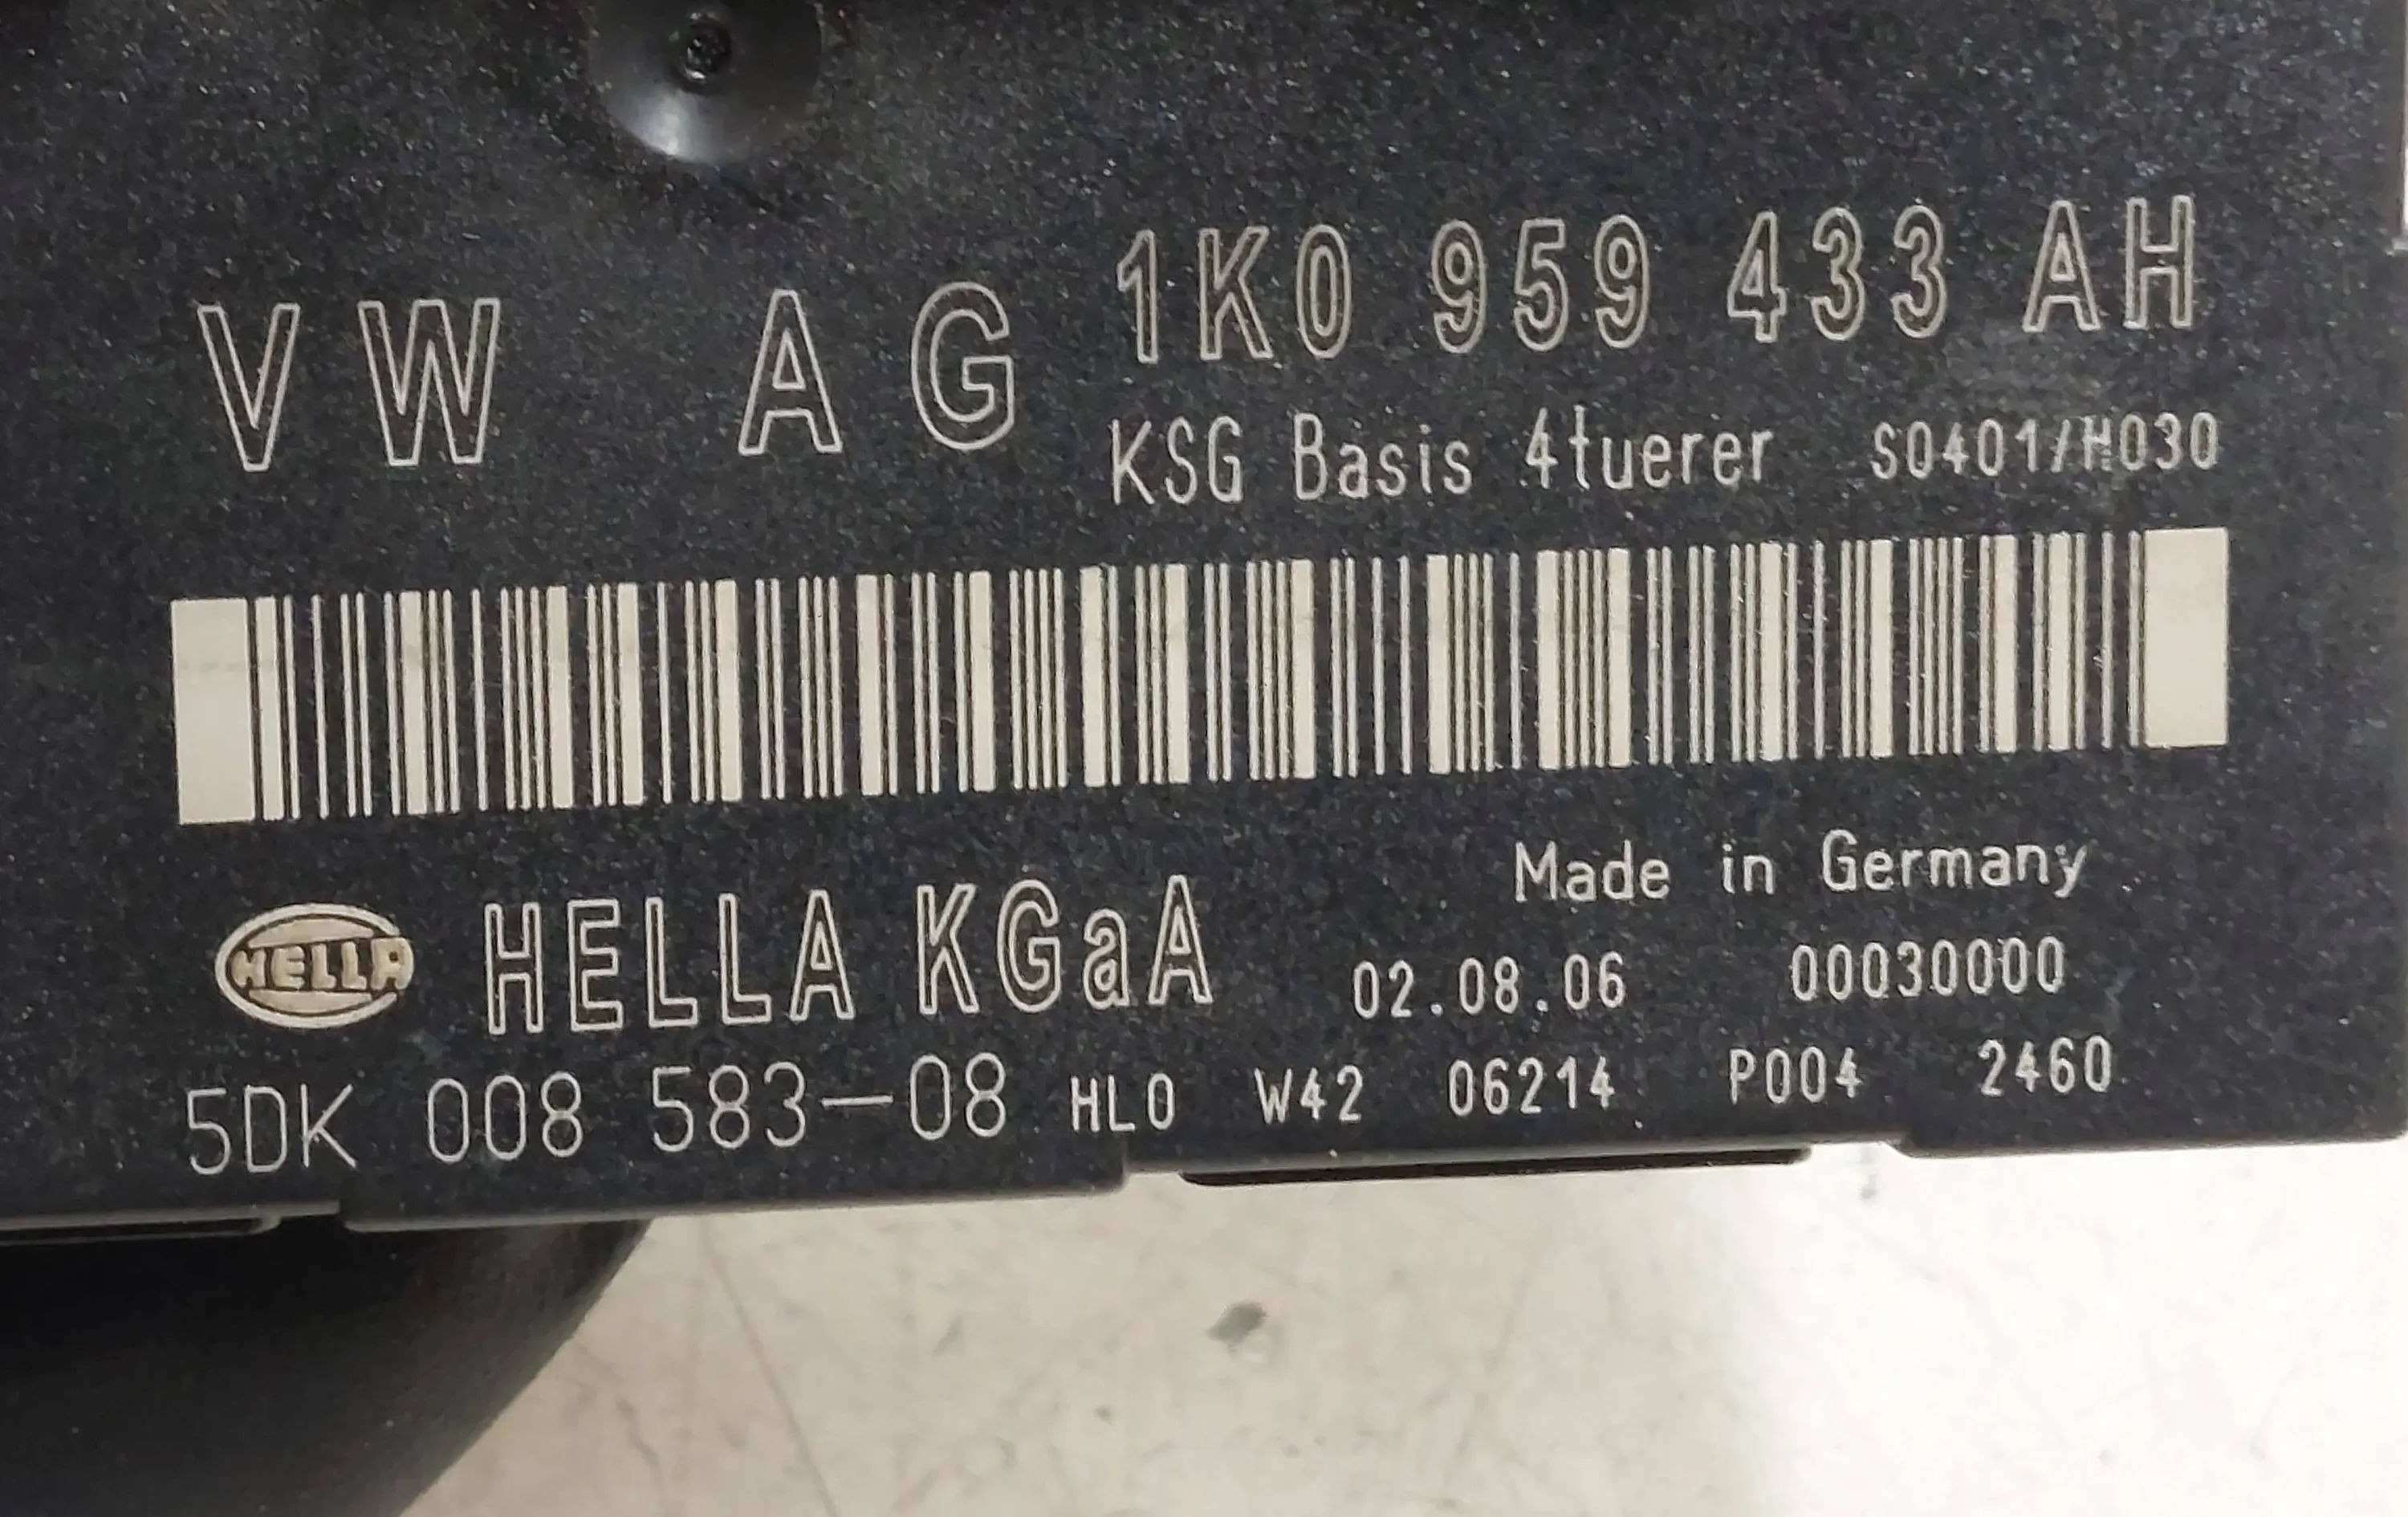 VW AG 1K0 959 433 AH
KSG Basis 4tuerer S0401/H030
Made in Germany
HELLA HELLA KGaA 02.08.06 00030000
5DK 008 583-08 HLO W42 06214 P004 2460